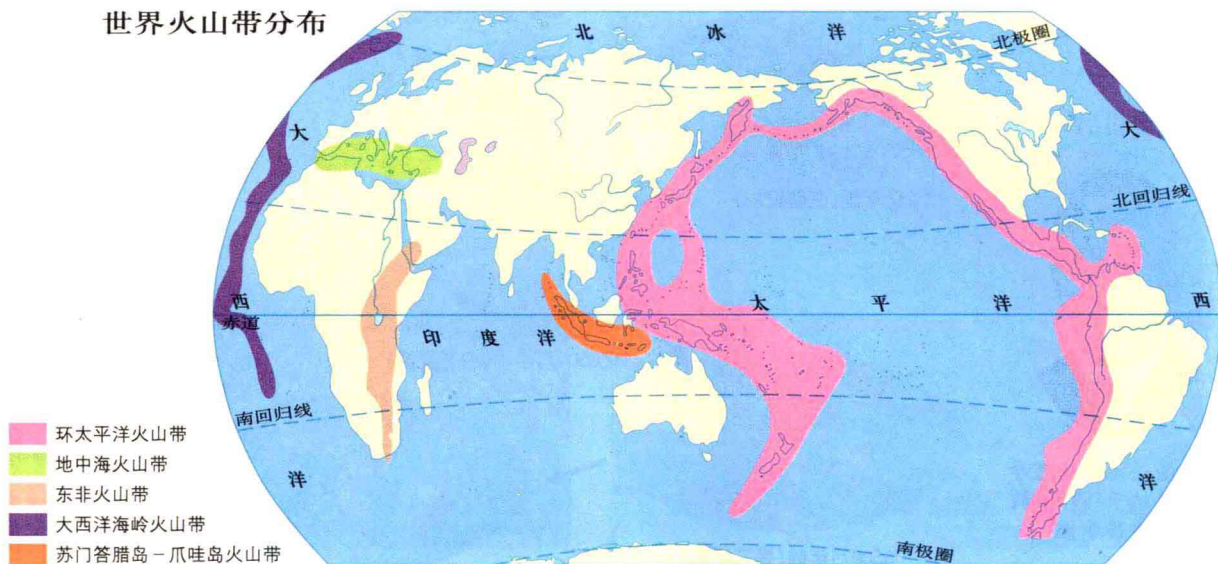 世界火山带分布
北冰洋
北极圈
大
大
北回归线
西
太平洋
西
赤道
印度洋
南回归线
洋
洋
南极圈
环太平洋火山带
地中海火山带
东非火山带
大西洋海岭火山带
苏门答腊岛－爪哇岛火山带